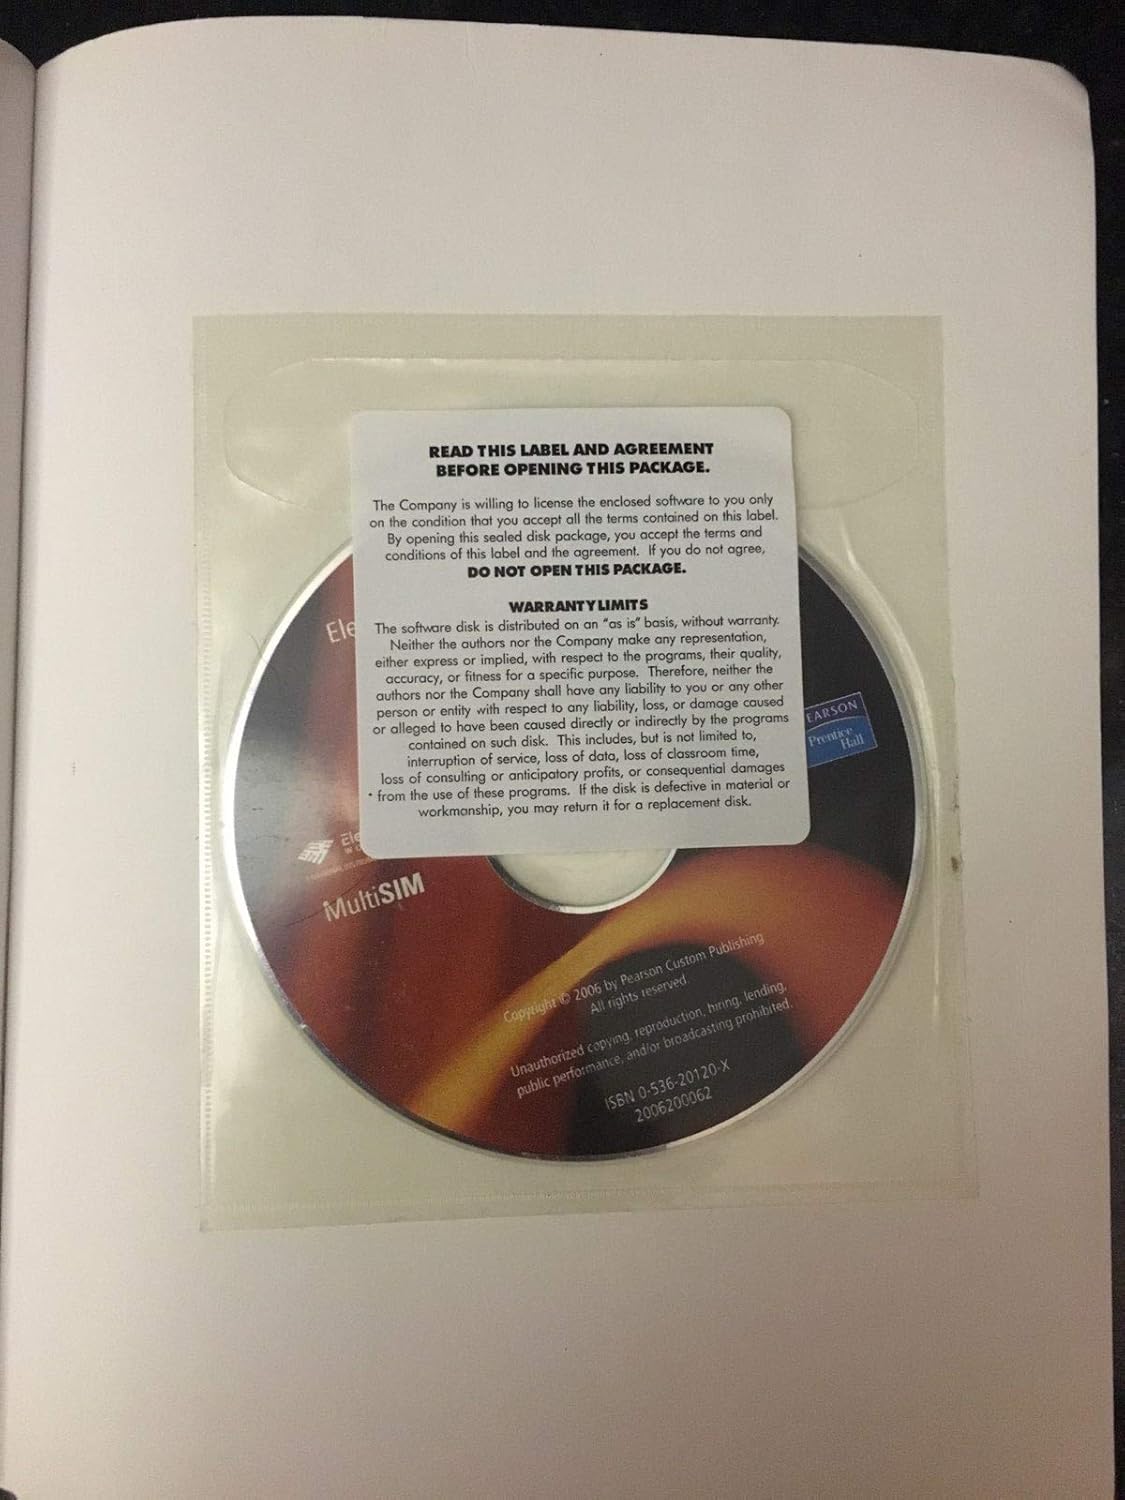 READ THIS LABEL AND AGREEMENT
BEFORE OPENING THIS PACKAGE.
The Company is willing to license the enclosed software to you only
on the condition that you accept all the terms contained on this label.
By opening this sealed disk package, you accept the terms and
conditions of this label and the agreement. If you do not agree,
DO NOT OPEN THIS PACKAGE.
WARRANTY LIMITS
The software disk is distributed on an "as is" basis, without warranty.
Neither the authors nor the Company make any representation,
either express or implied, with respect to the programs, their quality,
accuracy, or fitness for a specific purpose. Therefore, neither the
authors nor the Company shall have any liability to you or any other
person or entity with respect to any liability, loss, or damage caused
or alleged to have been caused directly or indirectly by the programs
contained on such disk. This includes, but is not limited to,
interruption of service, loss of data, loss of classroom time,
loss of consulting or anticipatory profits, or consequential damages
from the use of these programs. If the disk is defective in material or
workmanship, you may return it for a replacement disk.
Ele
EARSON
Prentice
Hall
Ele
MultiSIM
Copyright © 2006 by Pearson Custom Publishing
All rights reserved.
Unauthorized copying, reproduction, hiring, lending,
public performance, and/or broadcasting prohibited.
ISBN 0-536-20120-X
2006200062